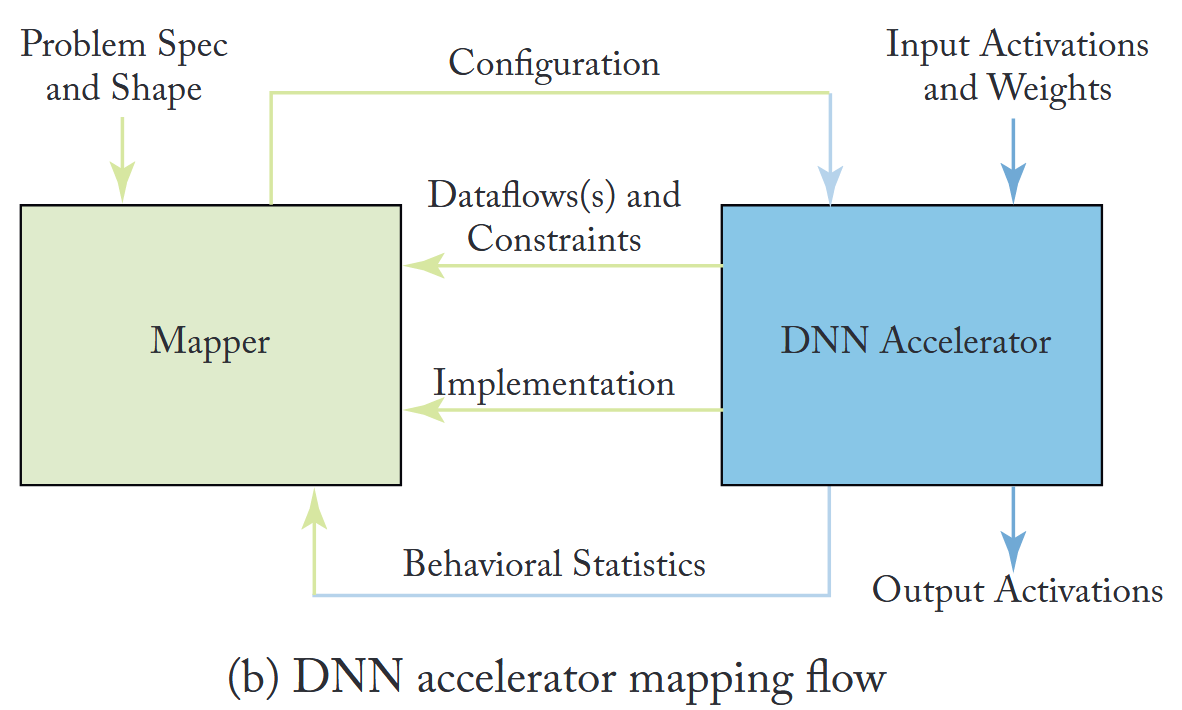 Problem Spec
and Shape
Configuration
Input Activations
and Weights
Dataflows(s) and
Constraints
Mapper
DNN Accelerator
Implementation
Behavioral Statistics
Output Activations
(b) DNN accelerator mapping flow